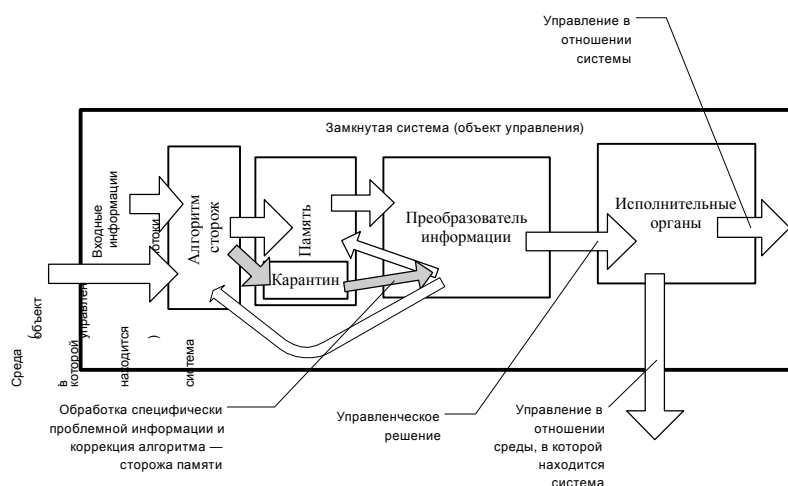 Управление в
отношении
системы
Замкнутая система (объект управления)
Входные
информации
отоки
Алгоритм
сторож
Память
Карантин
Преобразователь
информации
Исполнительные
органы
Среда
(объект
управлен
в
которой
находится
)
система
Обработка специфически
проблемной информации и
коррекция алгоритма —
сторожа памяти
Управленческое
решение
Управление в
отношении
среды, в которой
находится
система